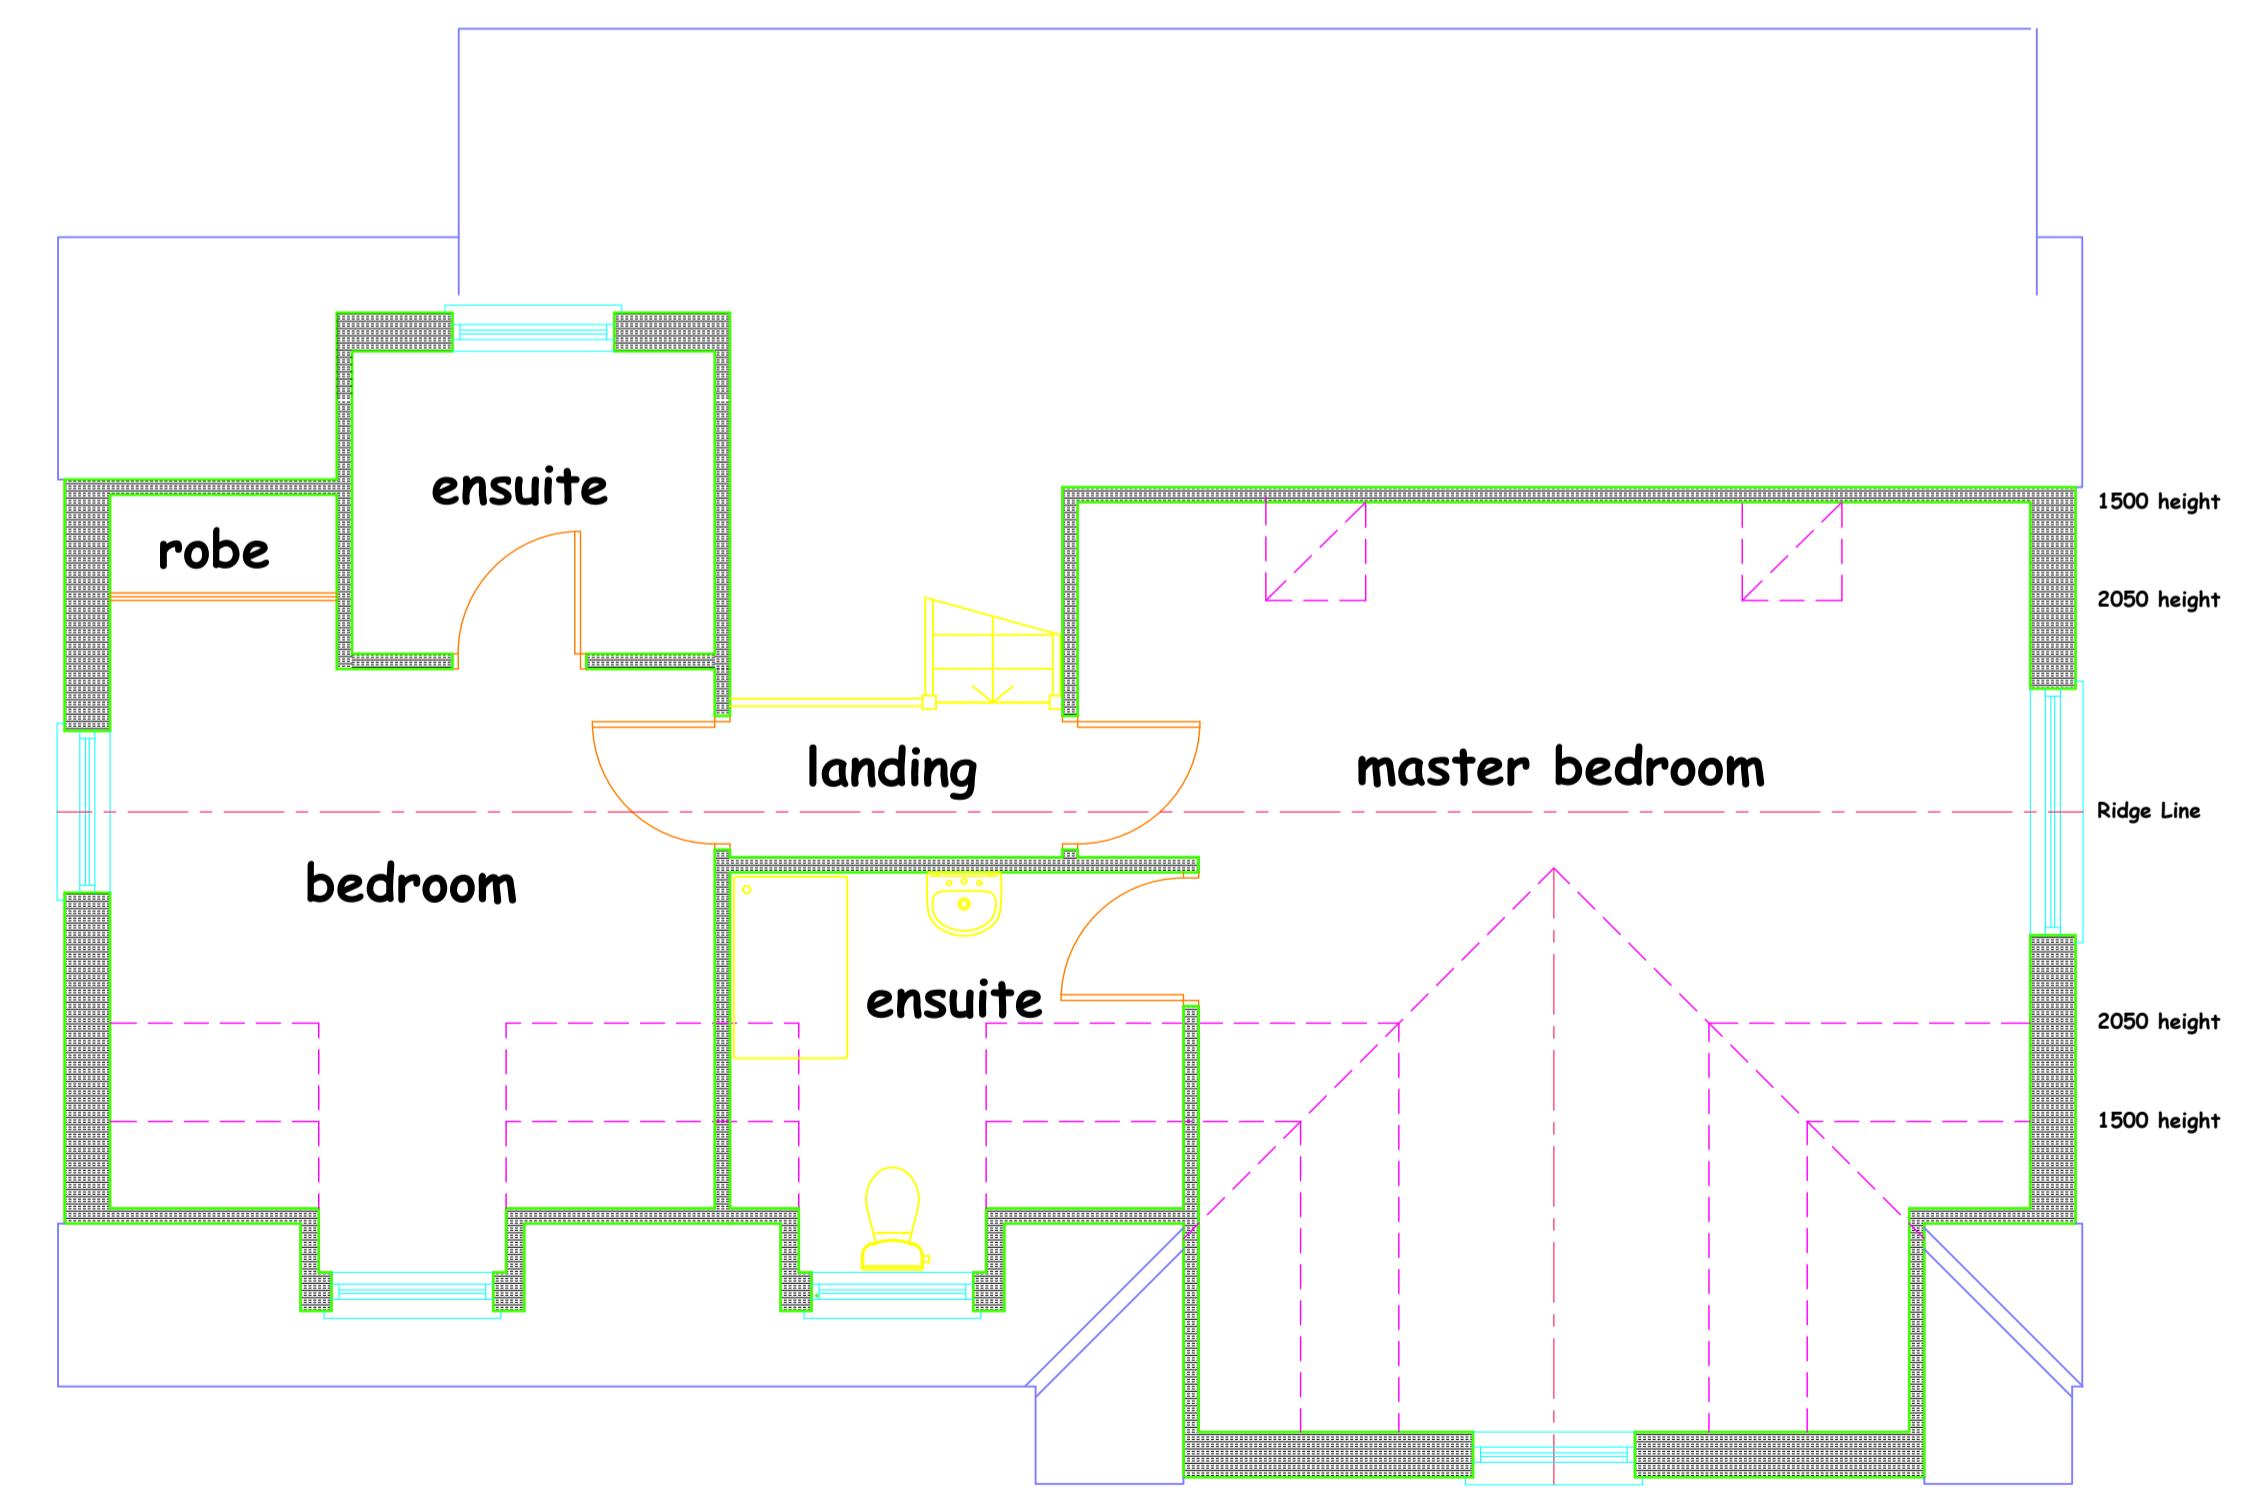 ensuite
1500 height
robe
2050 height
landing
master bedroom
Ridge Line
bedroom
ensuite
2050 height
1500 height